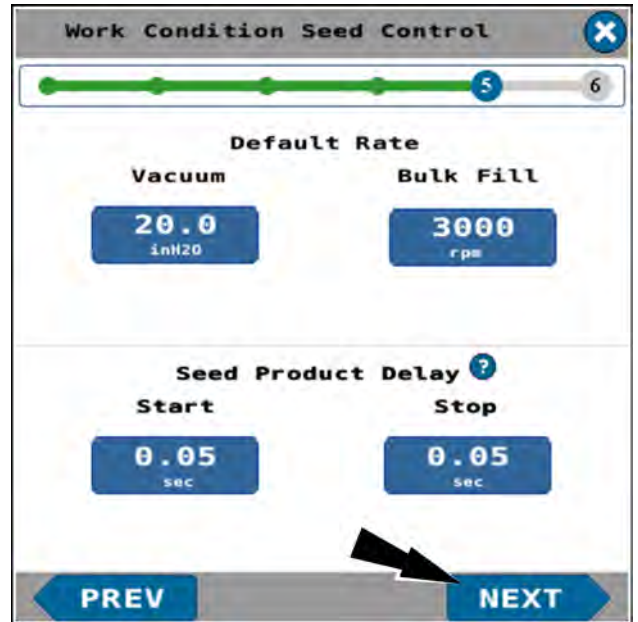 Work Condition Seed Control
5
6
Default Rate
Vacuum
Bulk Fill
20.0
inH2O
3000
rpm
Seed Product Delay ?
Start
Stop
0.05
sec
0.05
sec
PREV
NEXT